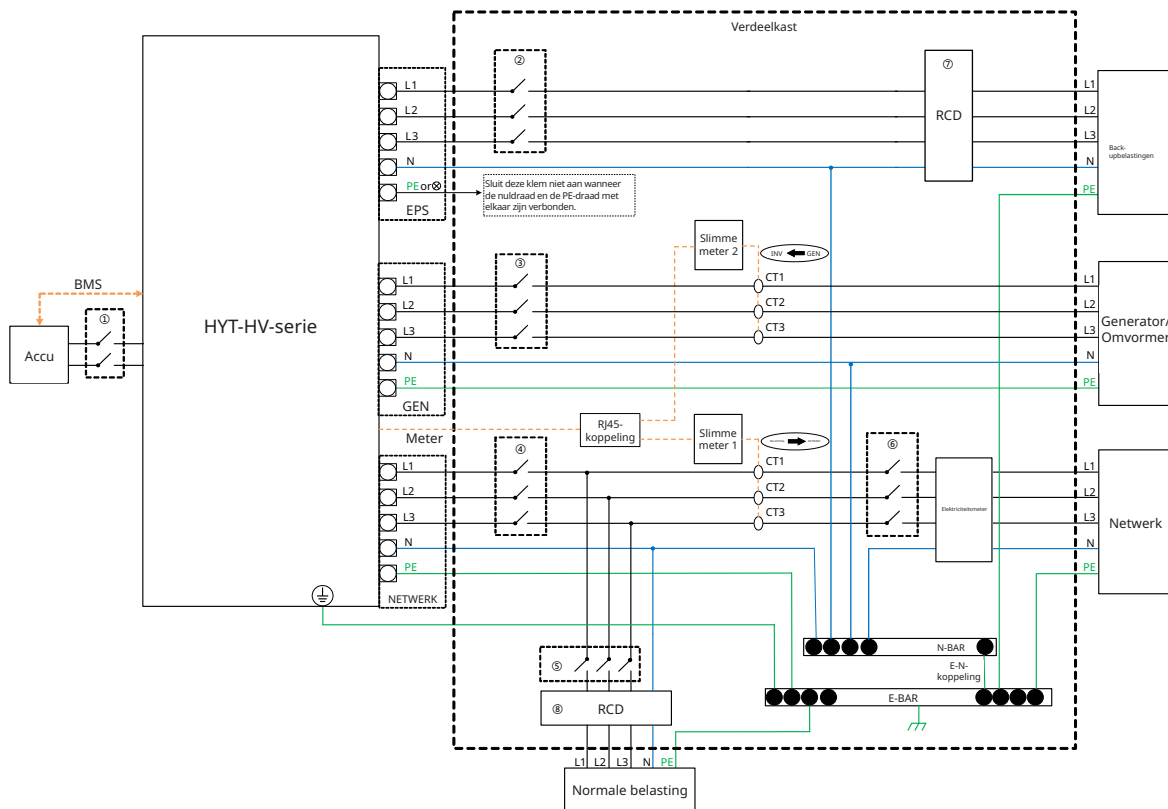 Verdeelkast
②
⑦
RCD
L1
L2
L3
N
PE or⊗
EPS
Sluit deze klem niet aan wanneer
de nuldraad en de PE-draad met
elkaar zijn verbonden.
L1
L2
L3
N
PE
Back-
upbelastingen
Slimme
meter 2
INV GEN
③
L1
L2
L3
N
PE
GEN
CT1
CT2
CT3
L1
L2
L3
N
PE
Generator/
Omvormer
BMS
①
Accu
HYT-HV-serie
Meter
RJ45-
koppeling
Slimme
meter 1
④
⑥
L1
L2
L3
N
PE
NETWERK
CT1
CT2
CT3
Elektriciteitsmeter
L1
L2
L3
N
PE
Netwerk
N-BAR
E-N-
koppeling
E-BAR
⑤
⑧
RCD
L1
L2
L3
N
PE
Normale belasting